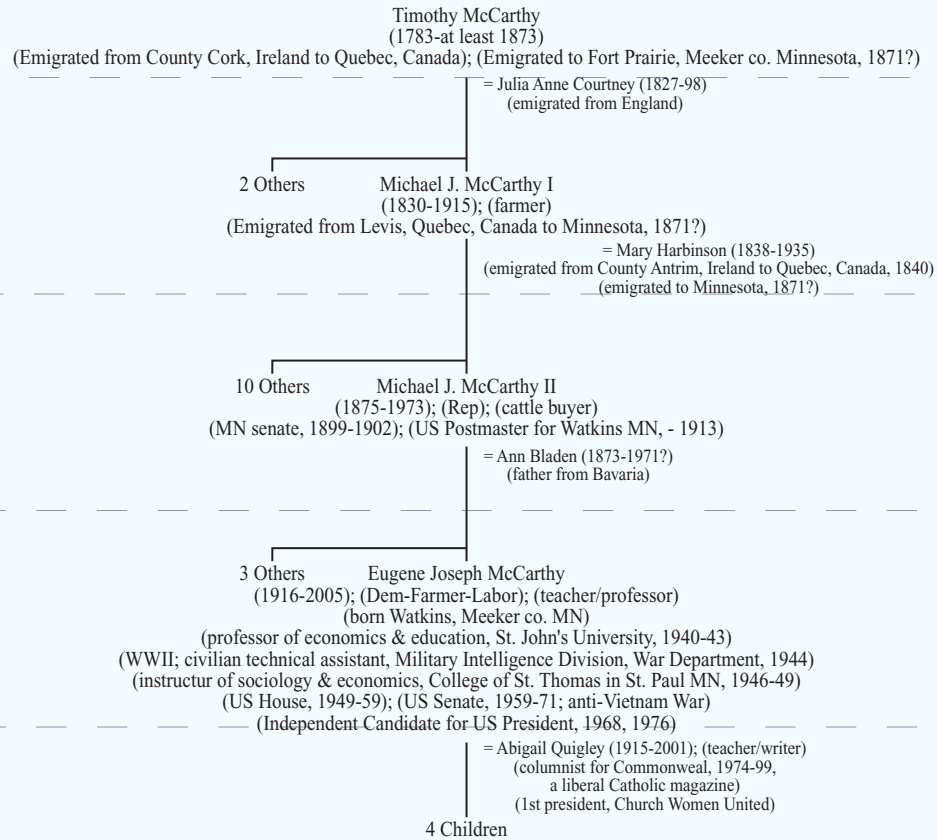 Timothy McCarthy
(1783-at least 1873)
(Emigrated from County Cork, Ireland to Quebec, Canada); (Emigrated to Fort Prairie, Meeker co. Minnesota, 1871?)
= Julia Anne Courtney (1827-98)
(emigrated from England)
2 Others
Michael J. McCarthy I
(1830-1915); (farmer)
(Emigrated from Levis, Quebec, Canada to Minnesota, 1871?)
= Mary Harbinson (1838-1935)
(emigrated from County Antrim, Ireland to Quebec, Canada, 1840)
(emigrated to Minnesota, 1871?)
10 Others
Michael J. McCarthy II
(1875-1973); (Rep); (cattle buyer)
(MN senate, 1899-1902); (US Postmaster for Watkins MN, - 1913)
= Ann Bladen (1873-1971?)
(father from Bavaria)
3 Others
Eugene Joseph McCarthy
(1916-2005); (Dem-Farmer-Labor); (teacher/professor)
(born Watkins, Meeker co. MN)
(professor of economics & education, St. John's University, 1940-43)
(WWII; civilian technical assistant, Military Intelligence Division, War Department, 1944)
(instructur of sociology & economics, College of St. Thomas in St. Paul MN, 1946-49)
(US House, 1949-59); (US Senate, 1959-71; anti-Vietnam War)
(Independent Candidate for US President, 1968, 1976)
= Abigail Quigley (1915-2001); (teacher/writer)
(columnist for Commonweal, 1974-99,
a liberal Catholic magazine)
(1st president, Church Women United)
4 Children